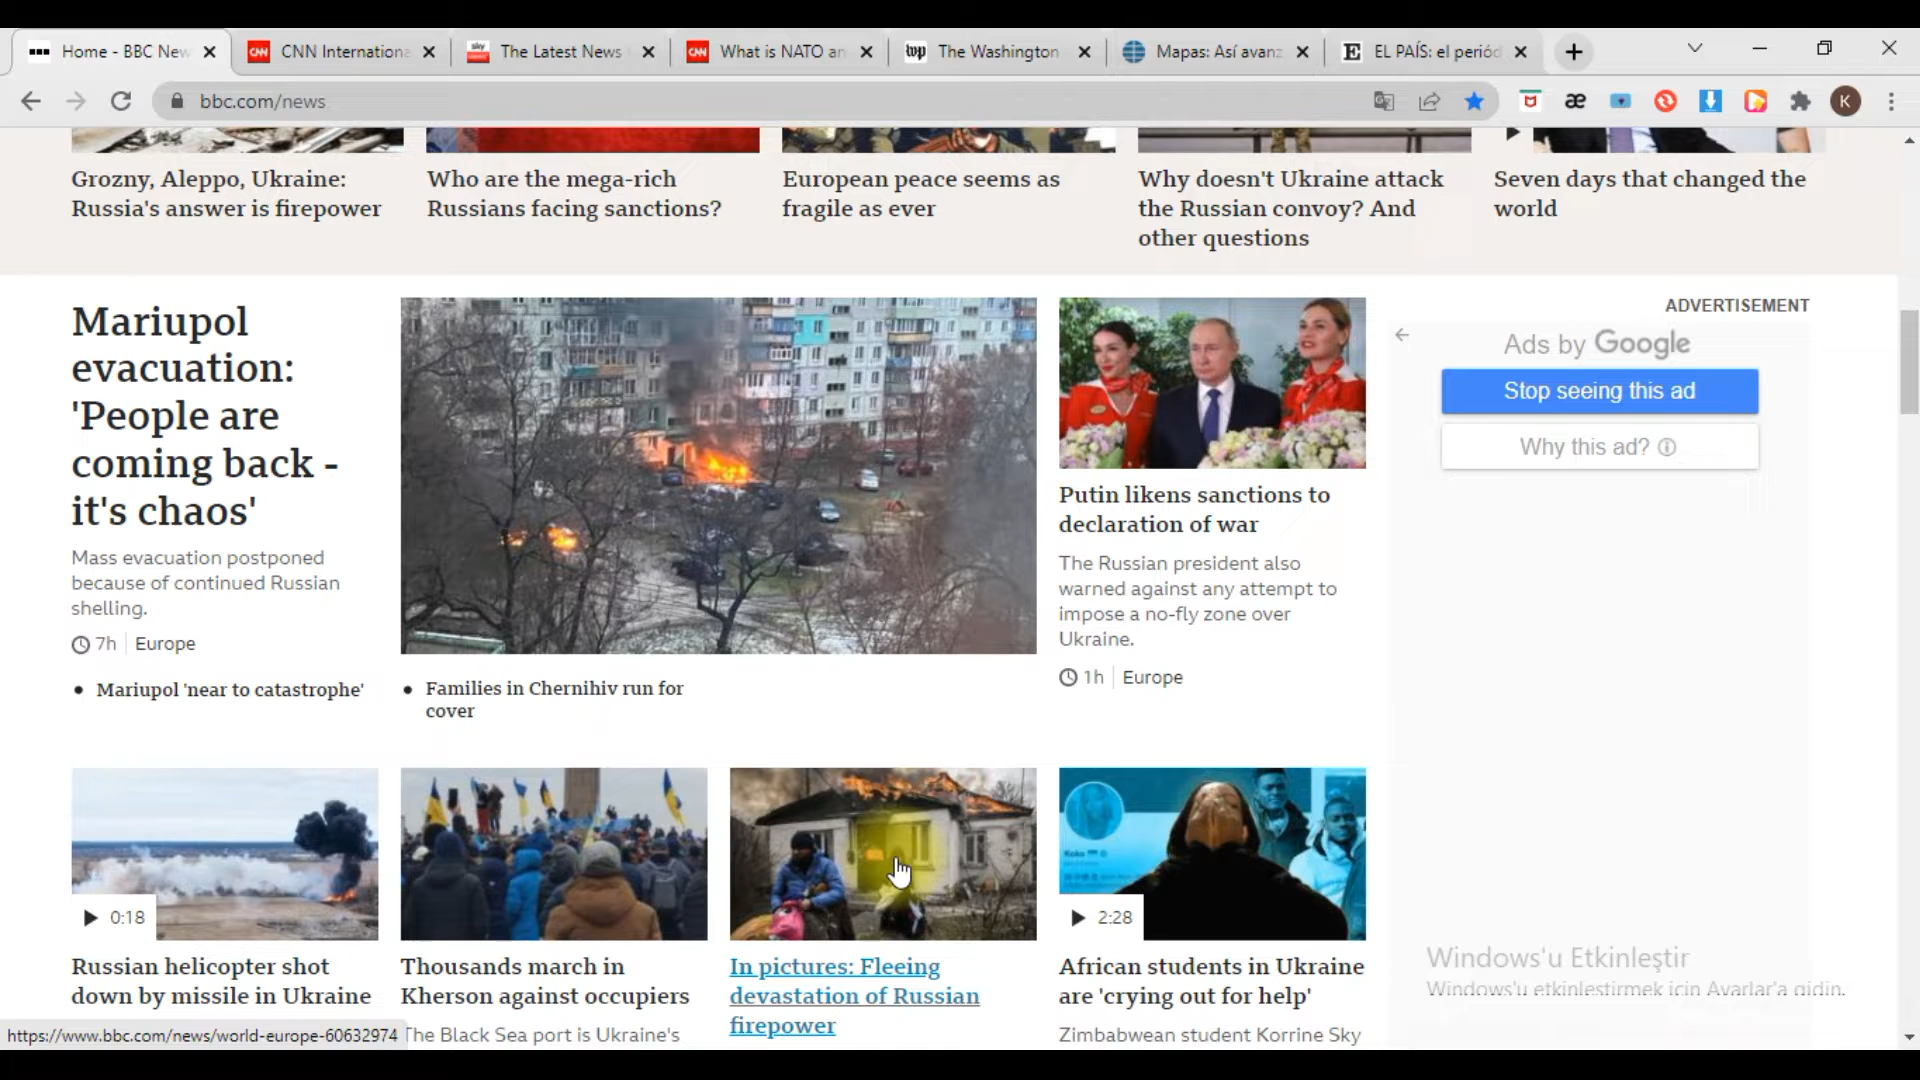 Home - BBC New
CNN Internationa
The Latest News
What is NATO an
The Washington
Mapas: Así avanz
EL PAÍS: el periód
bbc.com/news
K
Grozny, Aleppo, Ukraine:
Russia's answer is firepower
Who are the mega-rich
Russians facing sanctions?
European peace seems as
fragile as ever
Why doesn't Ukraine attack
the Russian convoy? And
other questions
Seven days that changed the
world
Mariupol
evacuation:
'People are
coming back -
it's chaos'
Mass evacuation postponed
because of continued Russian
shelling.
7h
Europe
Mariupol 'near to catastrophe'
Families in Chernihiv run for
cover
Putin likens sanctions to
declaration of war
The Russian president also
warned against any attempt to
impose a no-fly zone over
Ukraine.
1h
Europe
ADVERTISEMENT
Ads by Google
Stop seeing this ad
Why this ad?
0:18
Russian helicopter shot
down by missile in Ukraine
Thousands march in
Kherson against occupiers
The Black Sea port is Ukraine's
In pictures: Fleeing
devastation of Russian
firepower
2:28
African students in Ukraine
are 'crying out for help'
Zimbabwean student Korrine Sky
Windows'u Etkinleştir
Windows'u etkinleştirmek için Ayarlar'a gidin.
https://www.bbc.com/news/world-europe-60632974